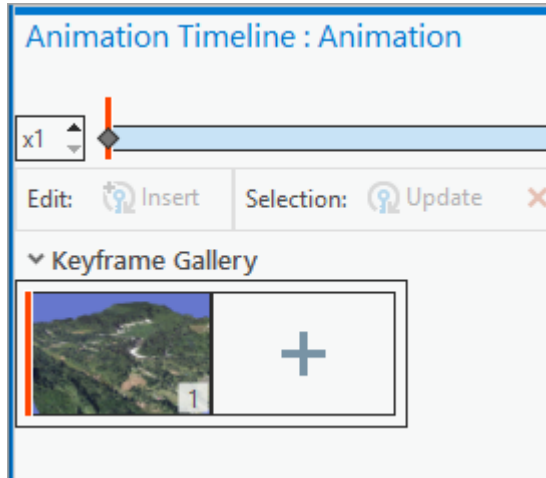 Animation Timeline : Animation
x1
Edit: Insert Selection: Update
Keyframe Gallery
1